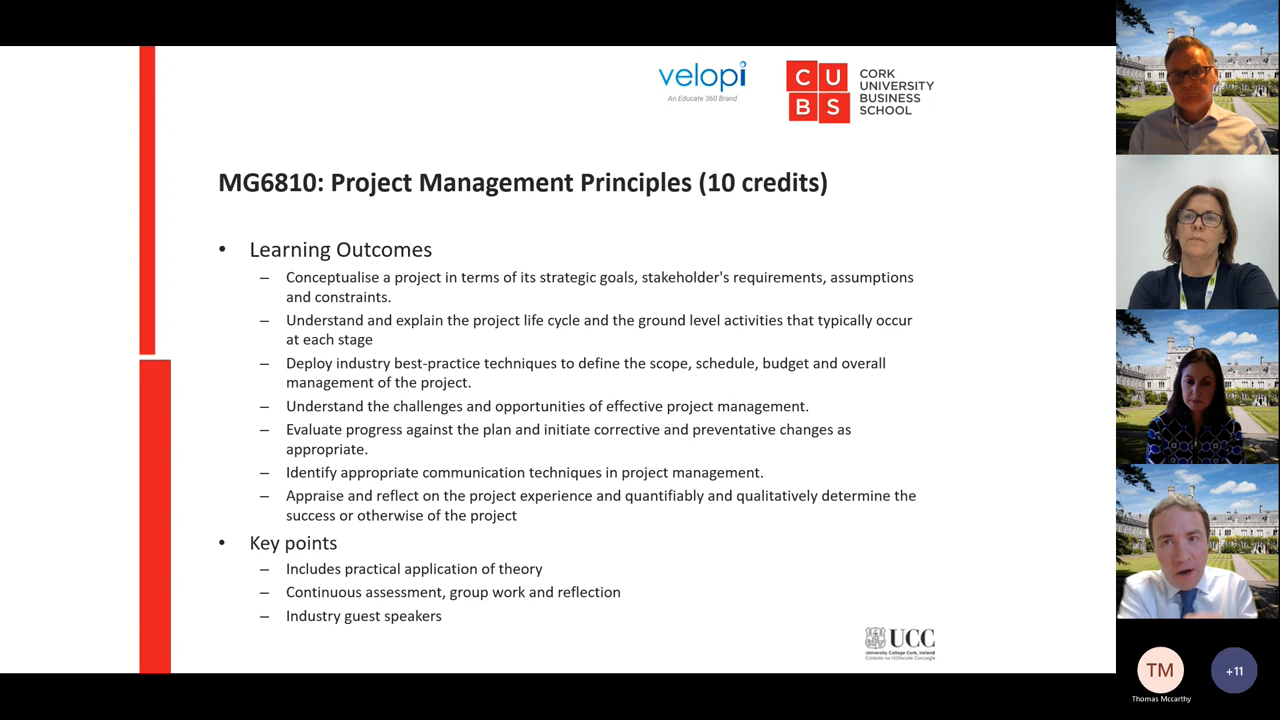 velopi
An Educate 360 Brand
CU
BS
CORK
UNIVERSITY
BUSINESS
SCHOOL
MG6810: Project Management Principles (10 credits)
• Learning Outcomes
– Conceptualise a project in terms of its strategic goals, stakeholder's requirements, assumptions
and constraints.
– Understand and explain the project life cycle and the ground level activities that typically occur
at each stage
– Deploy industry best-practice techniques to define the scope, schedule, budget and overall
management of the project.
– Understand the challenges and opportunities of effective project management.
– Evaluate progress against the plan and initiate corrective and preventative changes as
appropriate.
– Identify appropriate communication techniques in project management.
– Appraise and reflect on the project experience and quantifiably and qualitatively determine the
success or otherwise of the project
• Key points
– Includes practical application of theory
– Continuous assessment, group work and reflection
– Industry guest speakers
UCC
University College Cork, Ireland
Coláiste na hOllscoile Corcaigh
TM
+11
Thomas Mccarthy